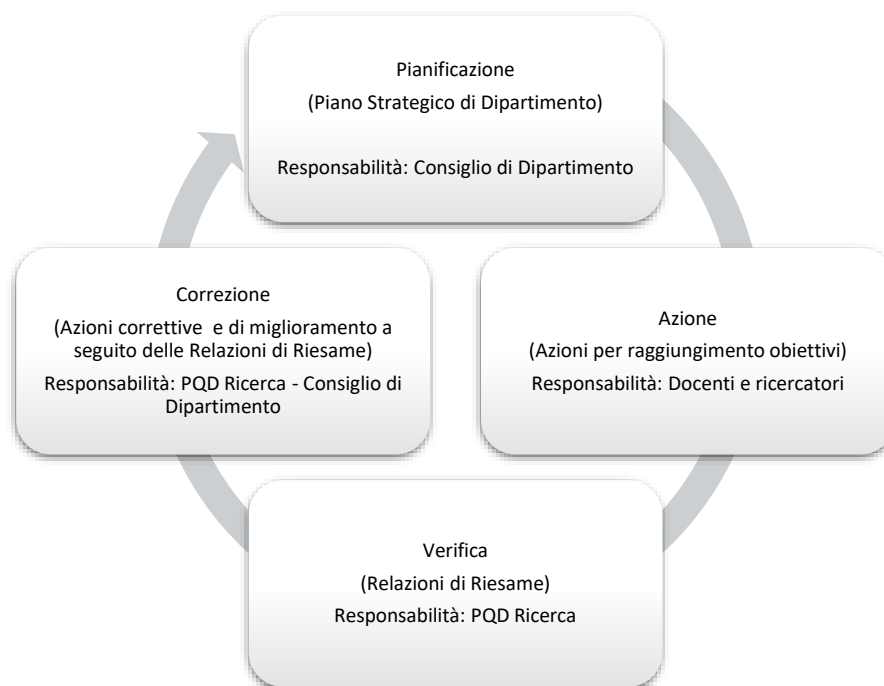 Pianificazione
(Piano Strategico di Dipartimento)
Responsabilità: Consiglio di Dipartimento
Azione
(Azioni per raggiungimento obiettivi)
Responsabilità: Docenti e ricercatori
Verifica
(Relazioni di Riesame)
Responsabilità: PQD Ricerca
Correzione
(Azioni correttive e di miglioramento a
seguito delle Relazioni di Riesame)
Responsabilità: PQD Ricerca - Consiglio di
Dipartimento